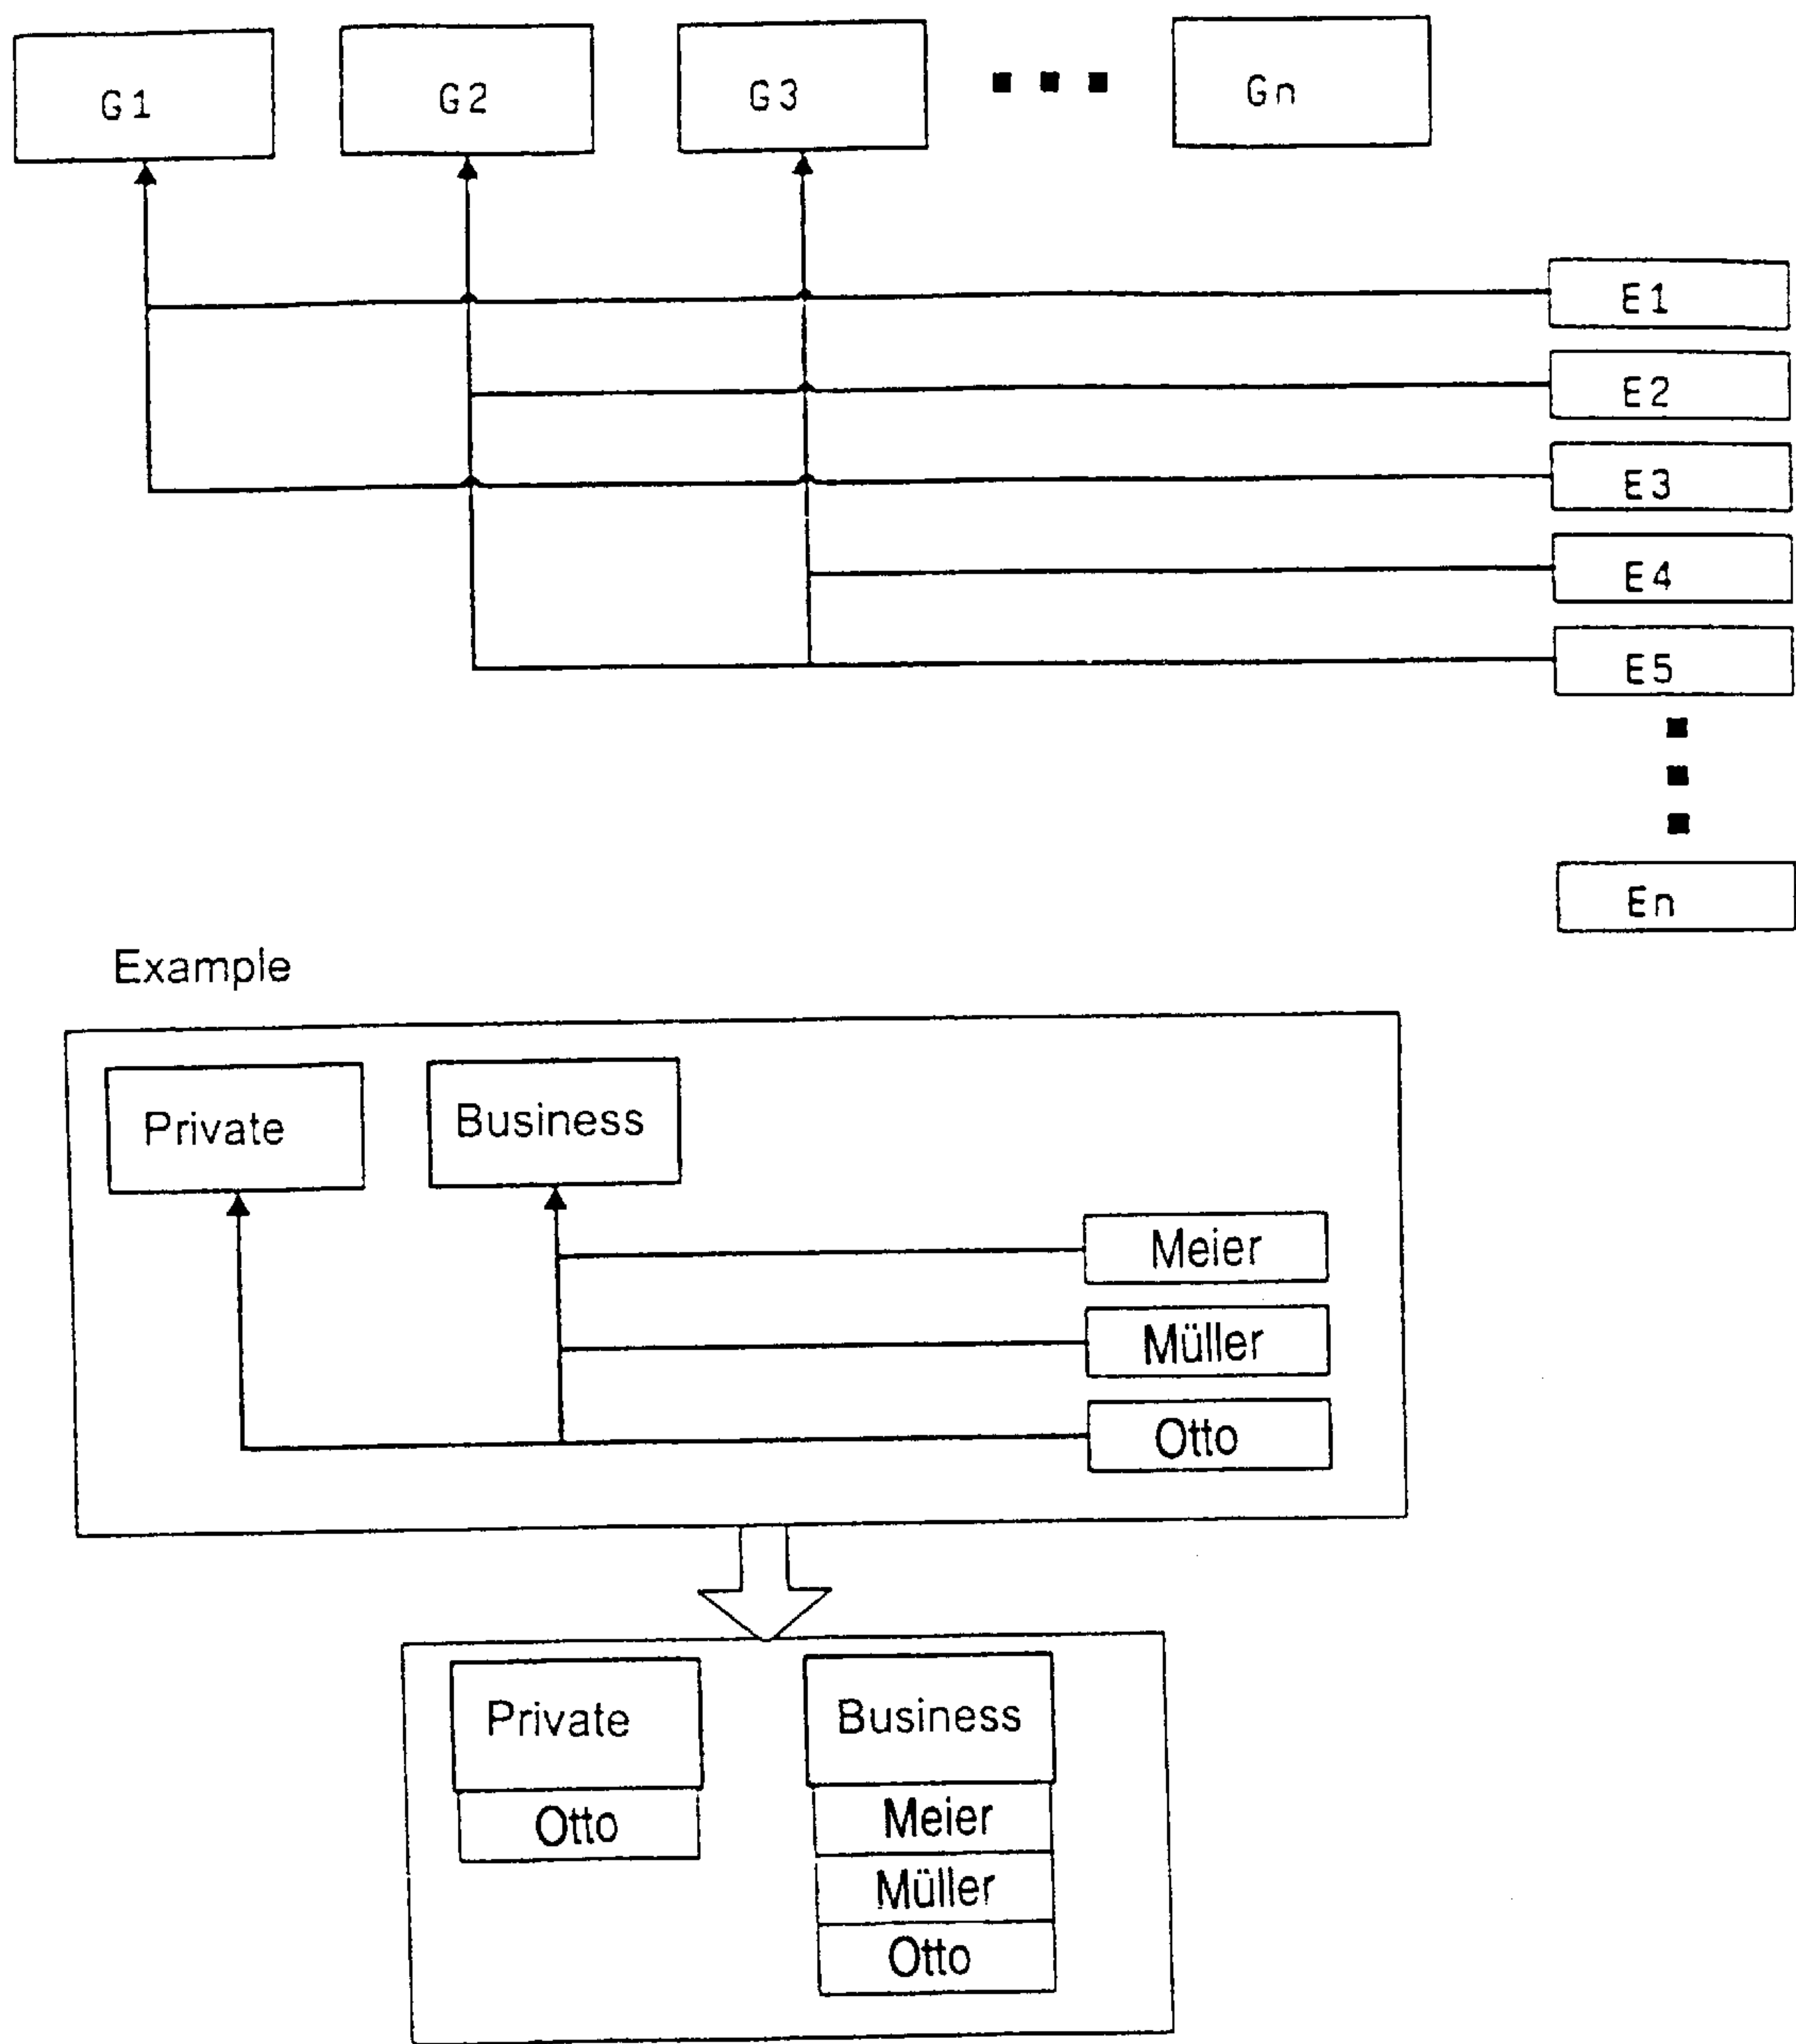 G1 G2 G3 Gn
E1
E2
E3
E4
E5
En
Example
Private Business
Meier
Müller
Otto
Private Business
Otto Meier
Müller
Otto